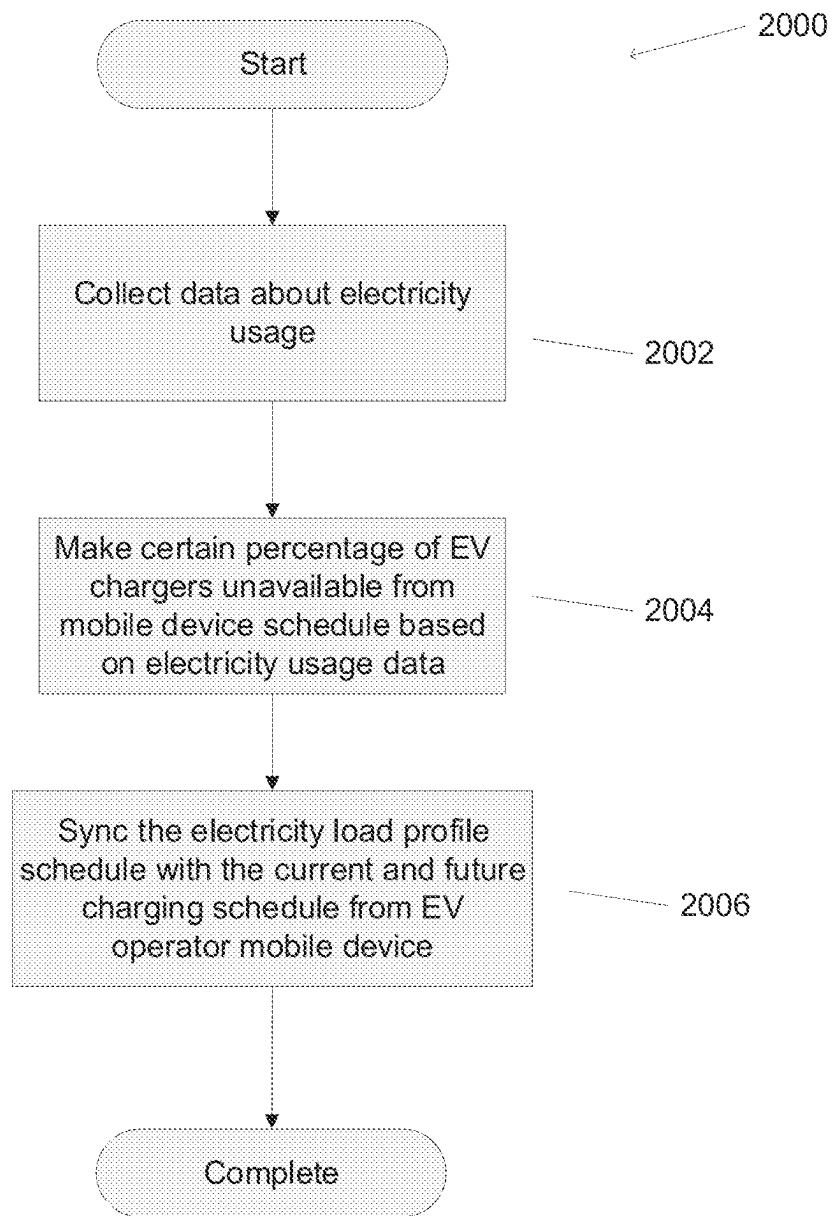 2000
Start
Collect data about electricity
usage
2002
Make certain percentage of EV
chargers unavailable from
mobile device schedule based
on electricity usage data
2004
Sync the electricity load profile
schedule with the current and future
charging schedule from EV
operator mobile device
2006
Complete